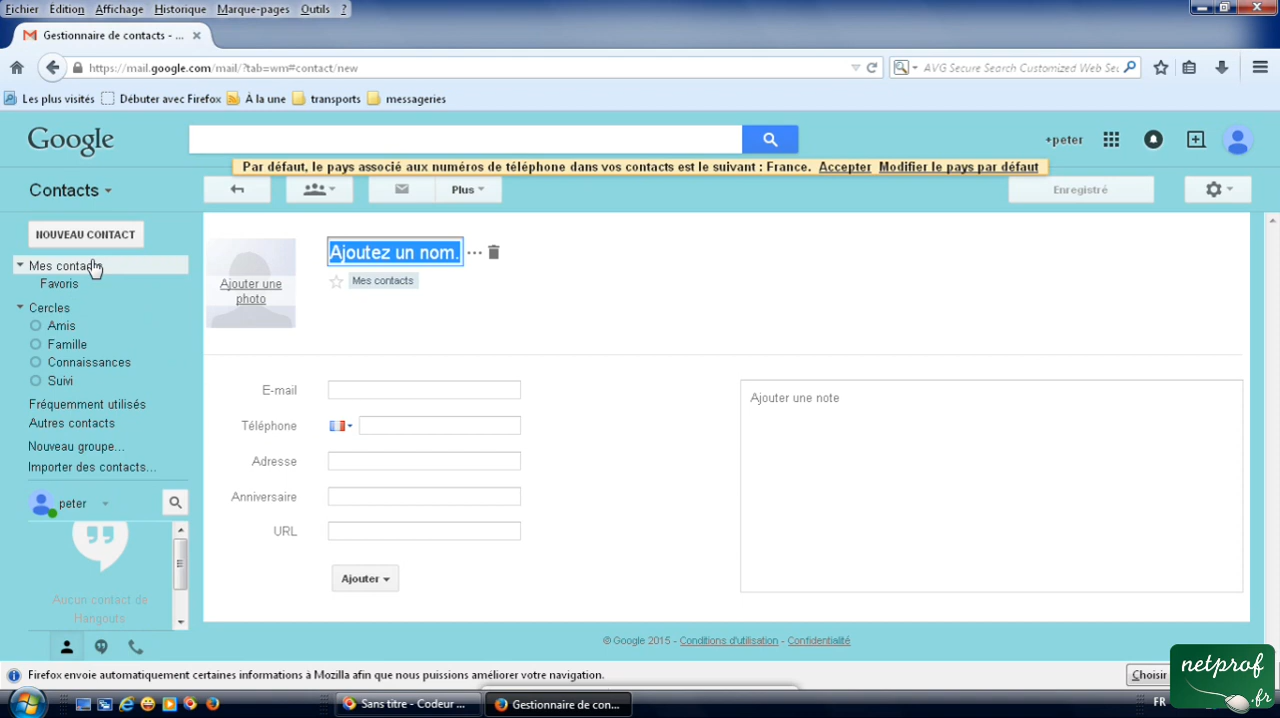 Fichier Édition Affichage Historique Marque-pages Outils ?
Gestionnaire de contacts - ... ×
https://mail.google.com/mail/?tab=wm#contact/new
AVG Secure Search Customized Web Sec
Les plus visités Débuter avec Firefox À la une transports messageries
Google
+peter
Par défaut, le pays associé aux numéros de téléphone dans vos contacts est le suivant : France. Accepter Modifier le pays par défaut
Contacts
Plus
Enregistré
NOUVEAU CONTACT
Mes contacts
Favoris
Cercles
Amis
Famille
Connaissances
Suivi
Fréquemment utilisés
Autres contacts
Nouveau groupe...
Importer des contacts...
peter
Aucun contact de
Hangouts
Ajouter une
photo
Ajoutez un nom.
Mes contacts
E-mail
Téléphone
Adresse
Anniversaire
URL
Ajouter
Ajouter une note
© Google 2015 - Conditions d'utilisation - Confidentialité
Firefox envoie automatiquement certaines informations à Mozilla afin que nous puissions améliorer votre navigation.
Choisir
Sans titre - Codeur ...
Gestionnaire de con...
FR
netprof
.fr